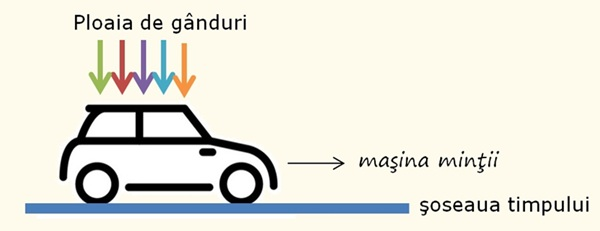 Ploaia de gânduri
maşina minţii
şoseaua timpului